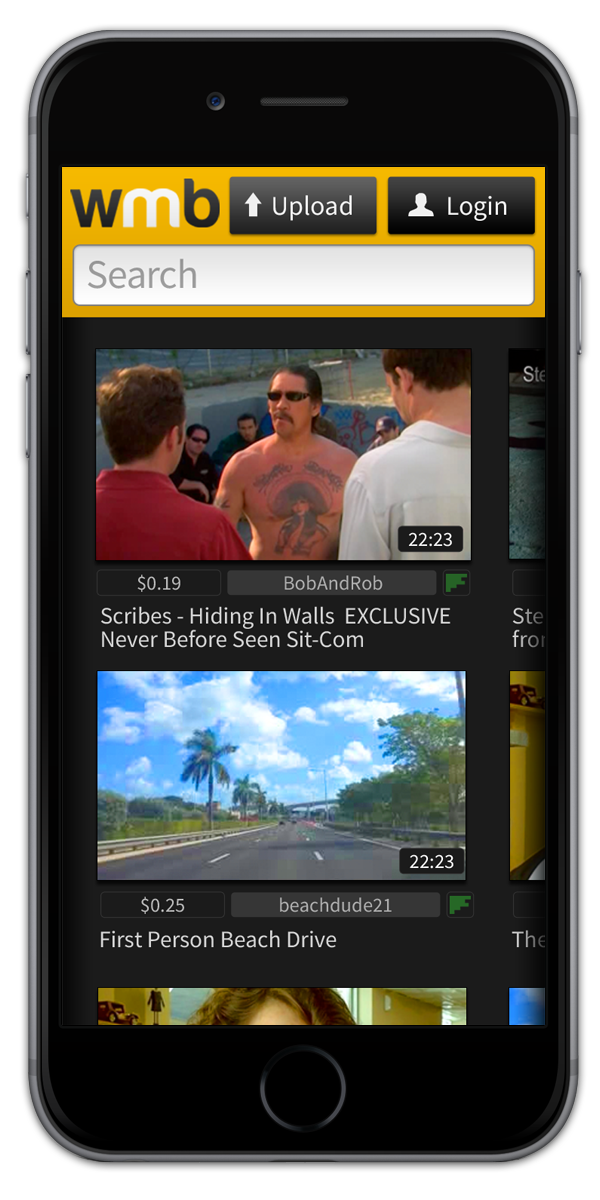 wmb
Upload
Login
Search
22:23
Ste
$0.19
BobAndRob
Scribes - Hiding In Walls  EXCLUSIVE
Never Before Seen Sit-Com
Ste
fror
22:23
$0.25
beachdude21
First Person Beach Drive
The